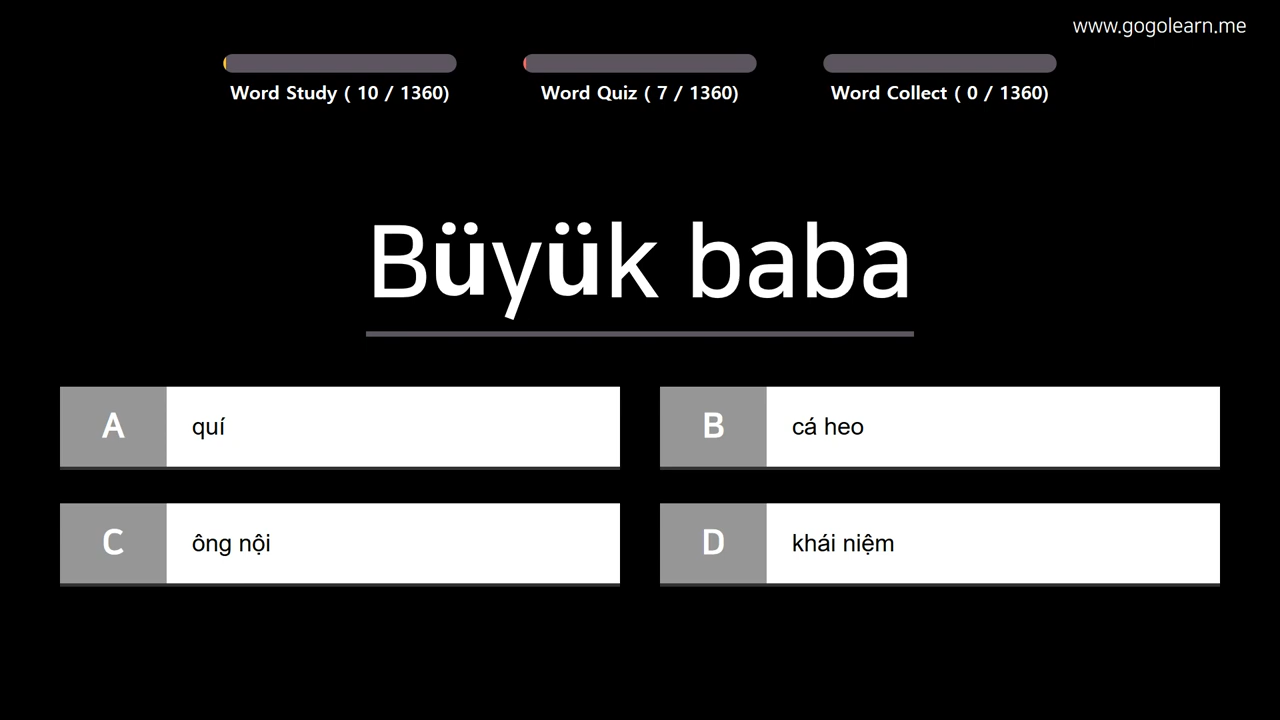 www.gogolearn.me
Word Study ( 10 / 1360)
Word Quiz ( 7 / 1360)
Word Collect ( 0 / 1360)
Büyük baba
A quí
B cá heo
C ông nội
D khái niệm